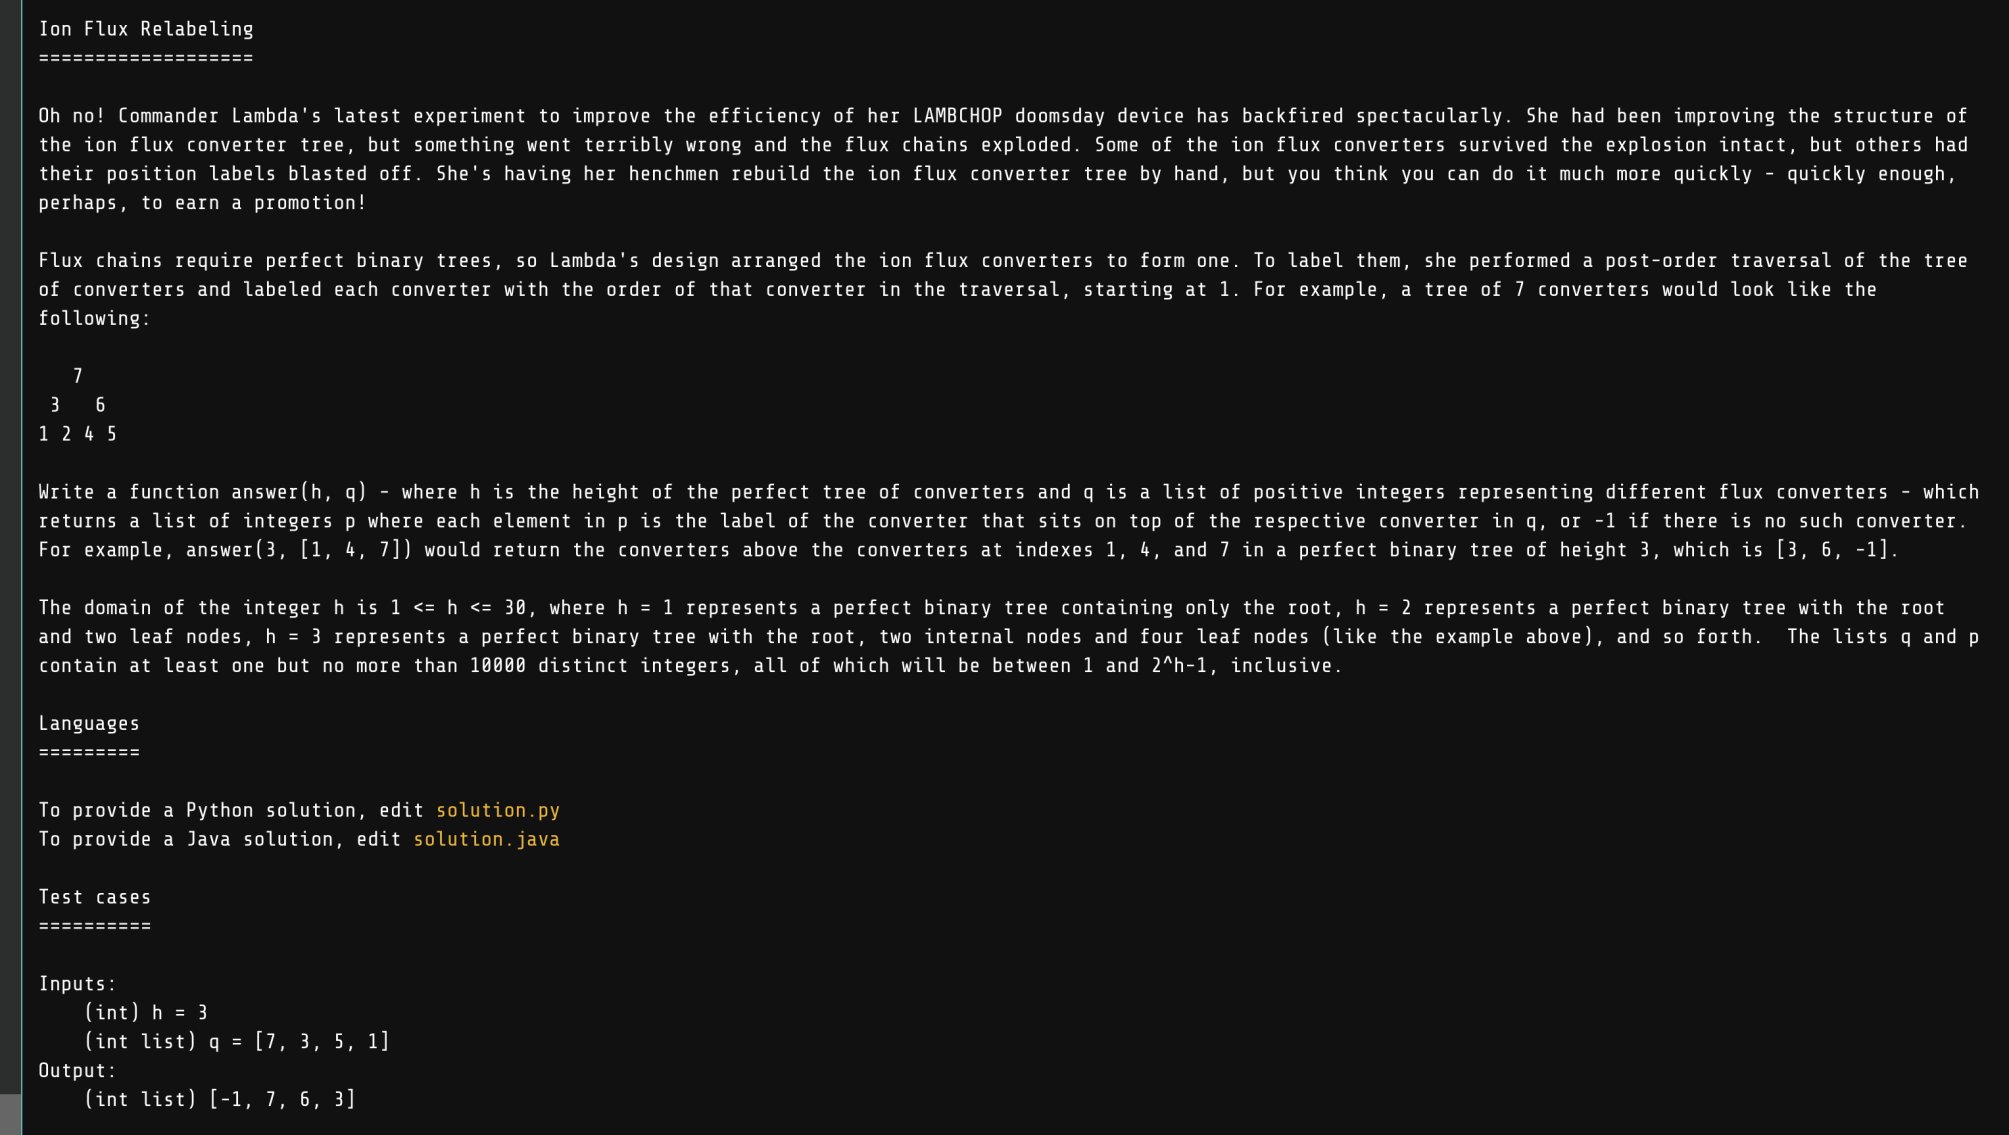 Ion Flux Relabeling
===================
Oh no! Commander Lambda's latest experiment to improve the efficiency of her LAMBCHOP doomsday device has backfired spectacularly. She had been improving the structure of
the ion flux converter tree, but something went terribly wrong and the flux chains exploded. Some of the ion flux converters survived the explosion intact, but others had
their position labels blasted off. She's having her henchmen rebuild the ion flux converter tree by hand, but you think you can do it much more quickly - quickly enough,
perhaps, to earn a promotion!
Flux chains require perfect binary trees, so Lambda's design arranged the ion flux converters to form one. To label them, she performed a post-order traversal of the tree
of converters and labeled each converter with the order of that converter in the traversal, starting at 1. For example, a tree of 7 converters would look like the
following:
   7
 3   6
1 2 4 5
Write a function answer(h, q) - where h is the height of the perfect tree of converters and q is a list of positive integers representing different flux converters - which
returns a list of integers p where each element in p is the label of the converter that sits on top of the respective converter in q, or -1 if there is no such converter.
For example, answer(3, [1, 4, 7]) would return the converters above the converters at indexes 1, 4, and 7 in a perfect binary tree of height 3, which is [3, 6, -1].
The domain of the integer h is 1 <= h <= 30, where h = 1 represents a perfect binary tree containing only the root, h = 2 represents a perfect binary tree with the root
and two leaf nodes, h = 3 represents a perfect binary tree with the root, two internal nodes and four leaf nodes (like the example above), and so forth.  The lists q and p
contain at least one but no more than 10000 distinct integers, all of which will be between 1 and 2^h-1, inclusive.
Languages
=========
To provide a Python solution, edit solution.py
To provide a Java solution, edit solution.java
Test cases
==========
Inputs:
    (int) h = 3
    (int list) q = [7, 3, 5, 1]
Output:
    (int list) [-1, 7, 6, 3]